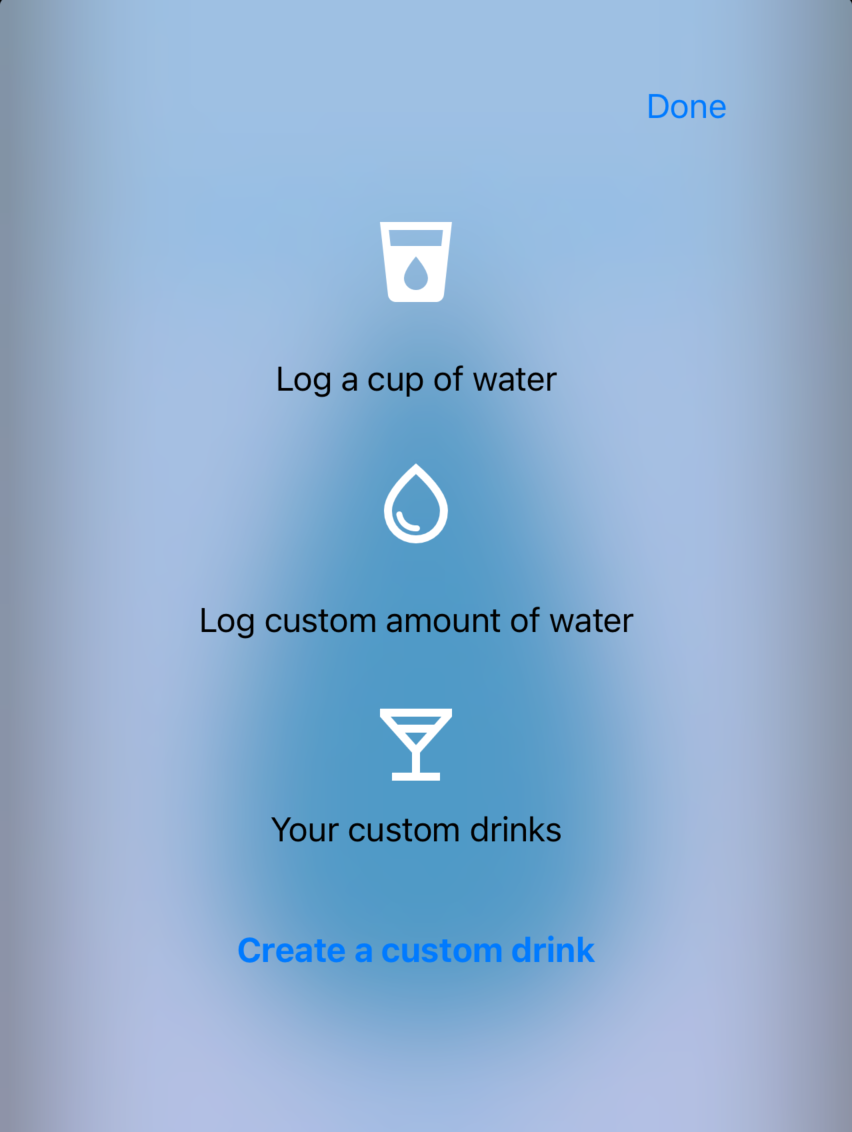 Done
Log a cup of water
Log custom amount of water
Your custom drinks
Create a custom drink